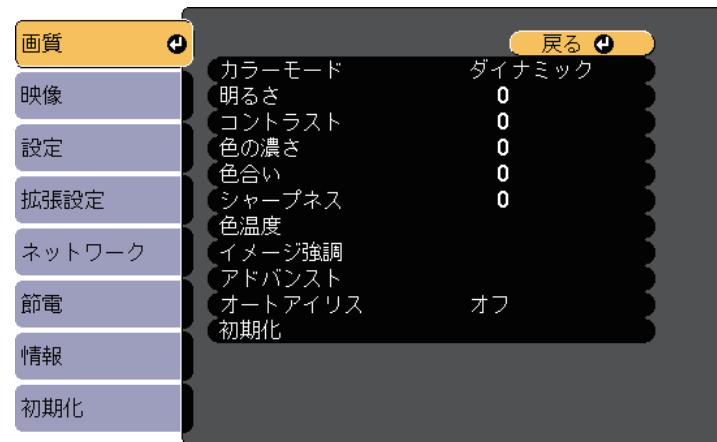 画質
映像
設定
拡張設定
ネットワーク
節電
情報
初期化
戻る
カラーモード ダイナミック
明るさ 0
コントラスト 0
色の濃さ 0
色合い 0
シャープネス 0
色温度
イメージ強調
アドバンスト
オートアイリス オフ
初期化